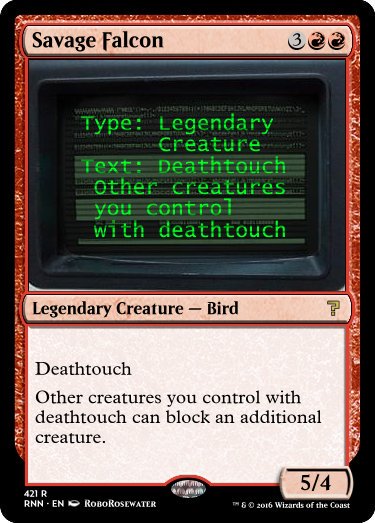 Savage Falcon 3
Type: Legendary
Creature
Text: Deathtouch
Other creatures
you control
with deathtouch
Legendary Creature — Bird
Deathtouch
Other creatures you control with
deathtouch can block an additional
creature.
5/4
421 R
RNN • EN RoboRosewater
™ & © 2016 Wizards of the Coast